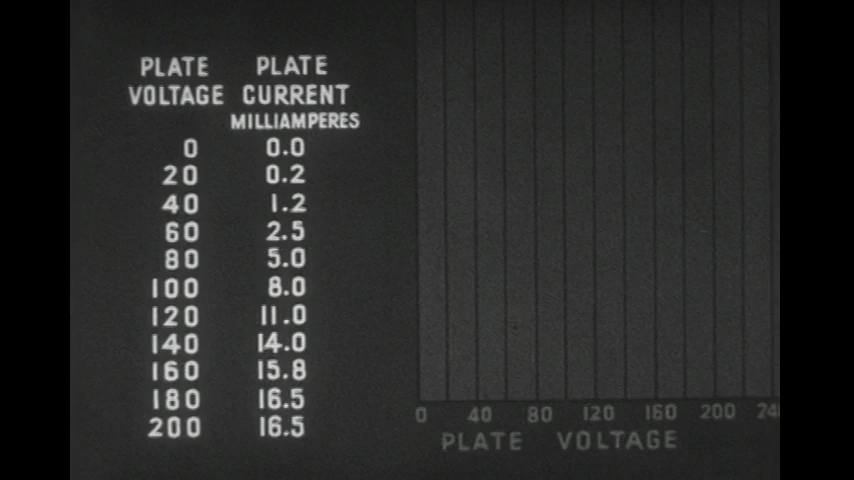 PLATE VOLTAGE PLATE CURRENT
MILLIAMPERES
0 0.0
20 0.2
40 1.2
60 2.5
80 5.0
100 8.0
120 11.0
140 14.0
160 15.8
180 16.5
200 16.5
0 40 80 120 160 200
PLATE VOLTAGE